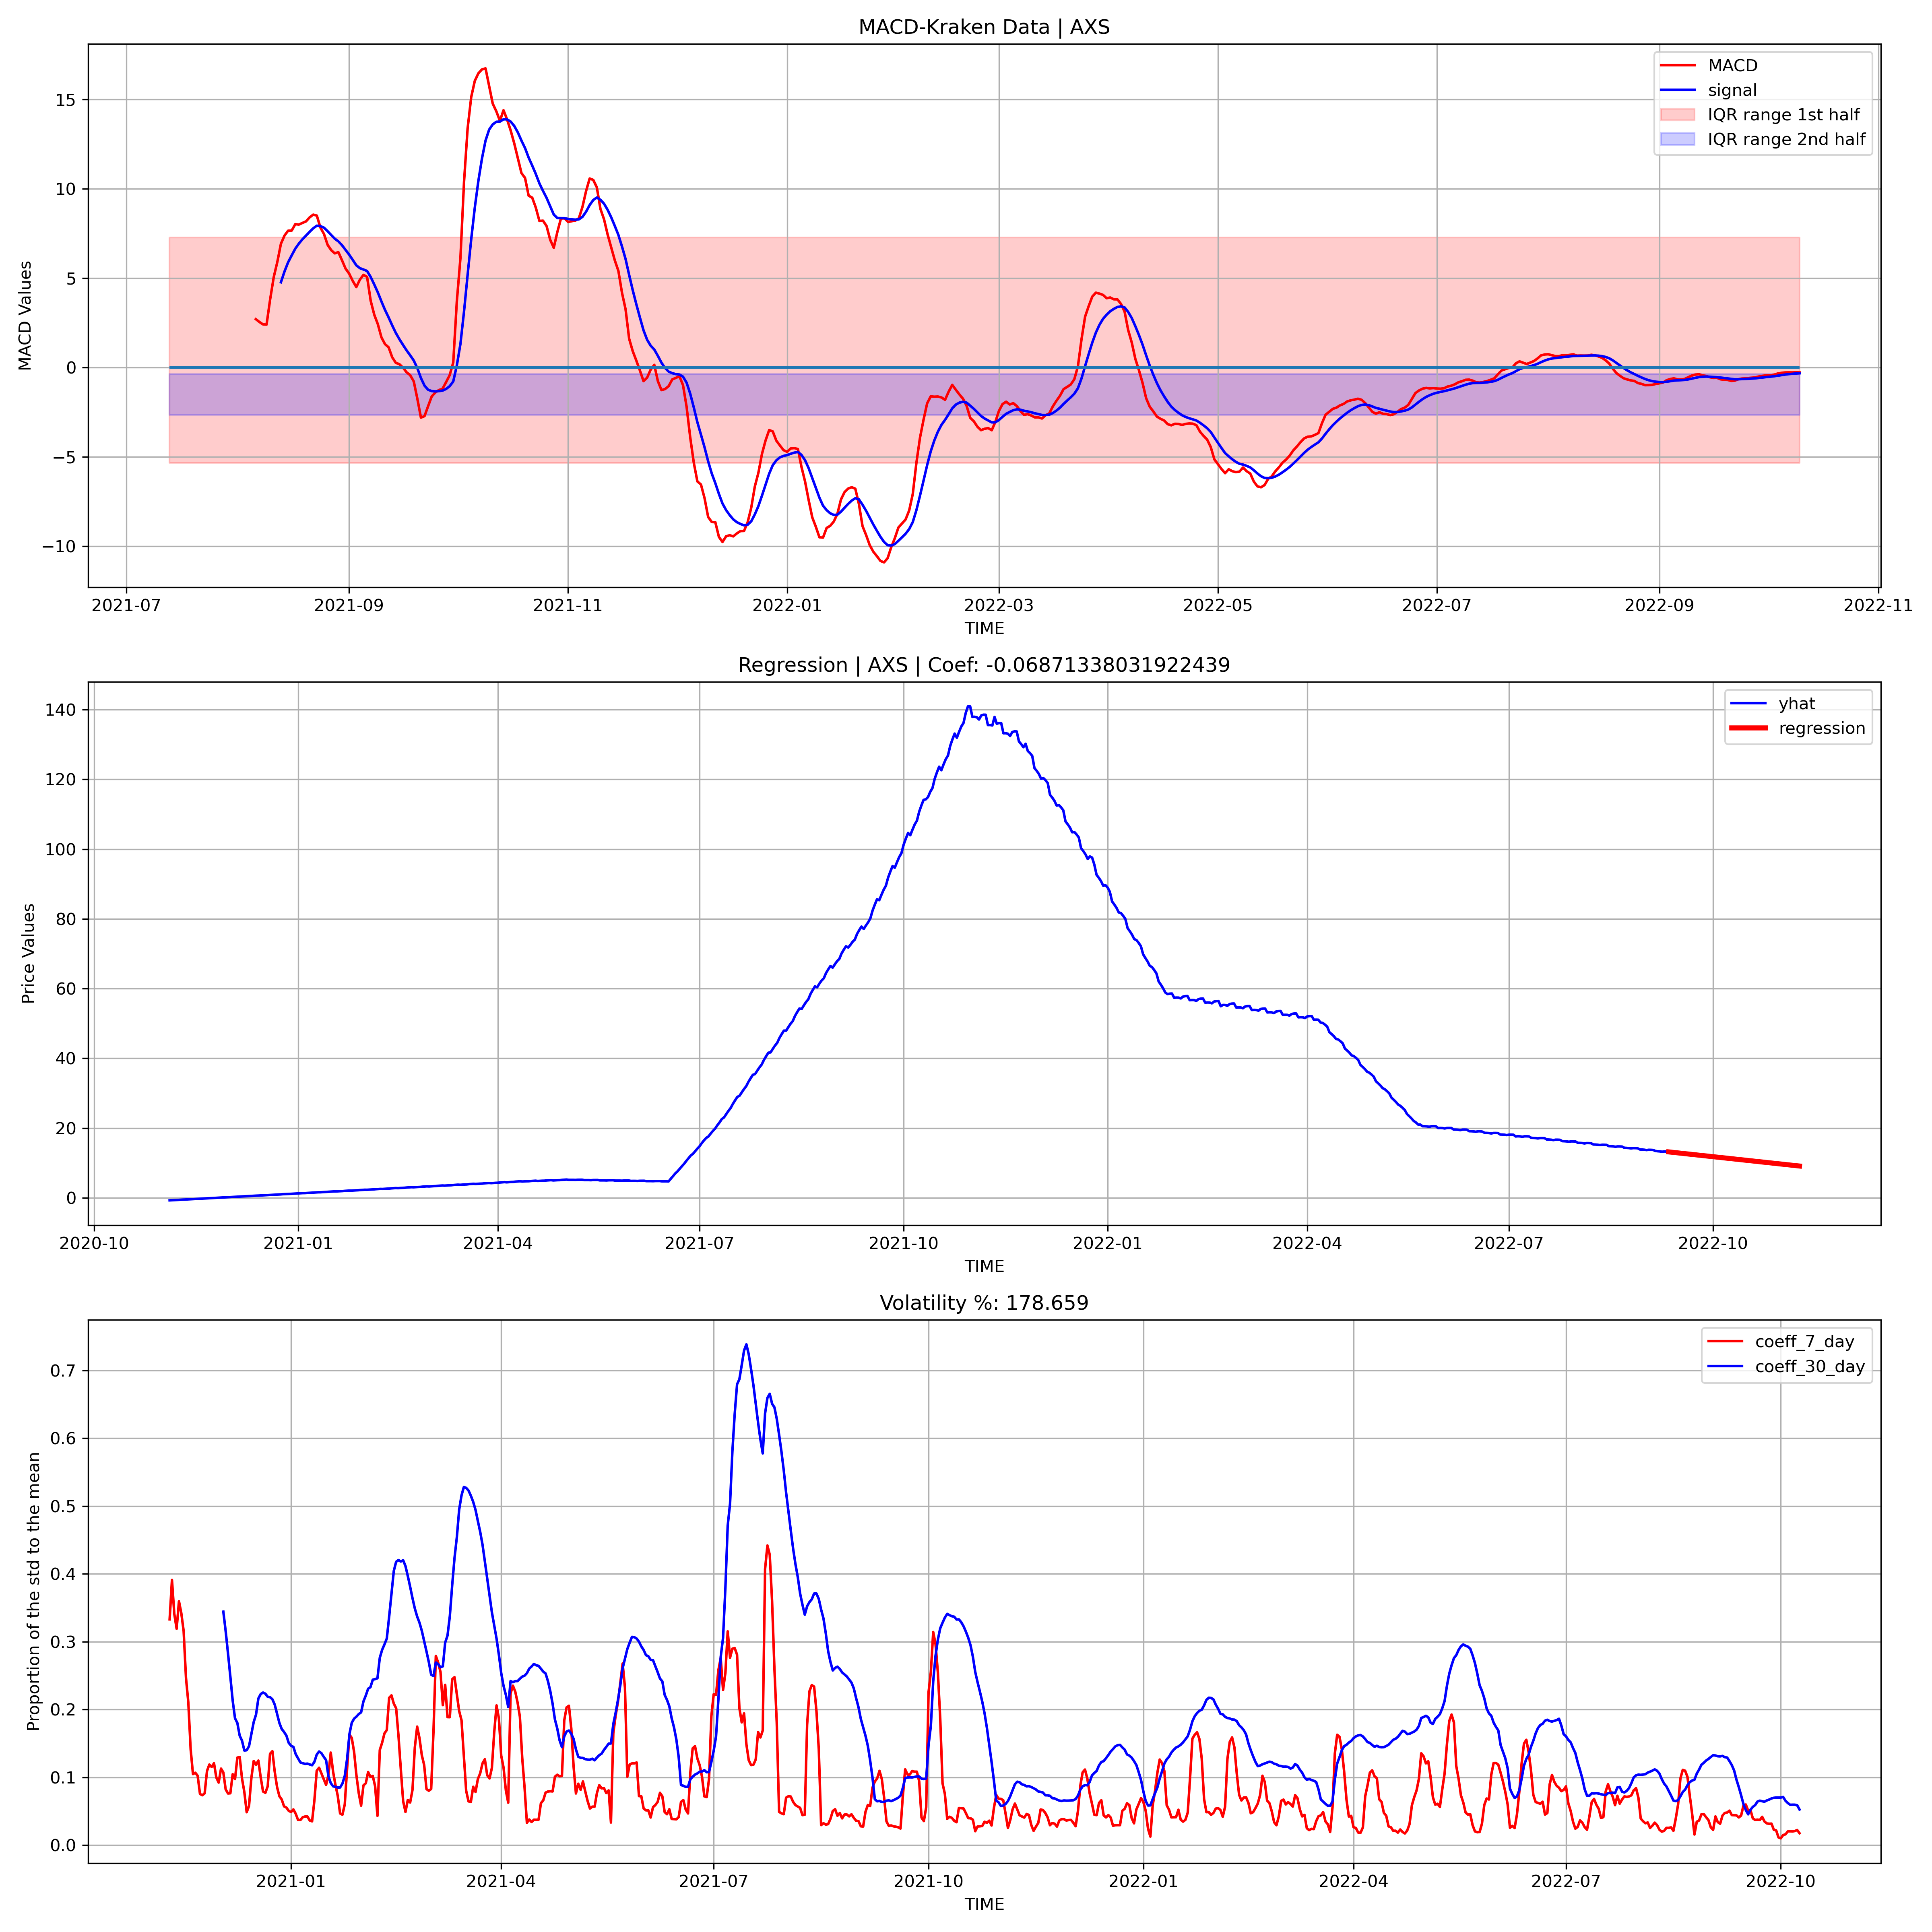 MACD-Kraken Data | AXS
MACD
signal
IQR range 1st half
IQR range 2nd half
15
10
5
0
−5
−10
MACD Values
2021-07 2021-09 2021-11 2022-01 2022-03 2022-05 2022-07 2022-09 2022-11
TIME
Regression | AXS | Coef: -0.06871338031922439
yhat
regression
140
120
100
80
60
40
20
0
Price Values
2020-10 2021-01 2021-04 2021-07 2021-10 2022-01 2022-04 2022-07 2022-10
TIME
Volatility %: 178.659
coeff_7_day
coeff_30_day
0.7
0.6
0.5
0.4
0.3
0.2
0.1
0.0
Proportion of the std to the mean
2021-01 2021-04 2021-07 2021-10 2022-01 2022-04 2022-07 2022-10
TIME